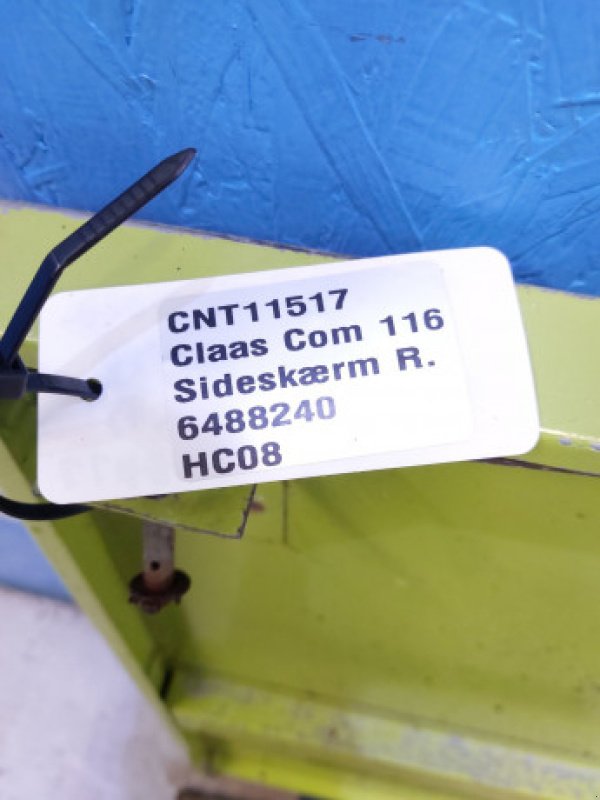 CNT11517
Claas Com 116
Sideskærm R.
6488240
HC08